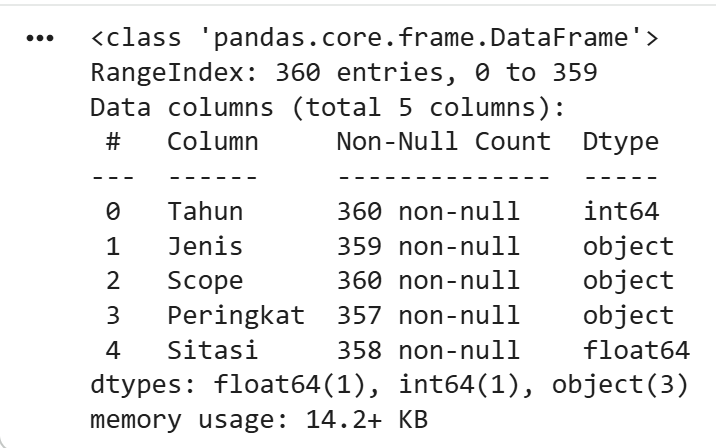 <class 'pandas.core.frame.DataFrame'>
RangeIndex: 360 entries, 0 to 359
Data columns (total 5 columns):
 #   Column     Non-Null Count  Dtype
---  ------     --------------  -----
 0   Tahun      360 non-null    int64
 1   Jenis      359 non-null    object
 2   Scope      360 non-null    object
 3   Peringkat  357 non-null    object
 4   Sitasi     358 non-null    float64
dtypes: float64(1), int64(1), object(3)
memory usage: 14.2+ KB